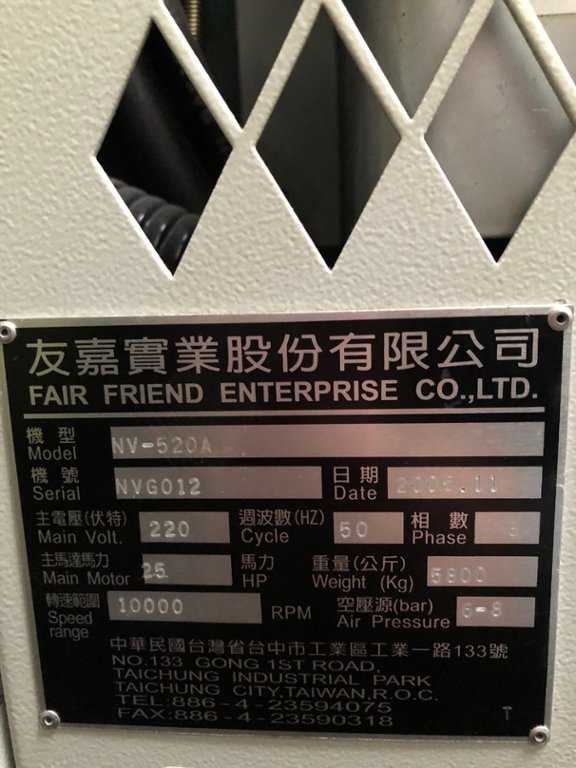 友嘉實業股份有限公司
FAIR FRIEND ENTERPRISE CO.,LTD.
機型 Model NV-520A
機號 Serial NVG012 日期 Date
主電壓(伏特) Main Volt. 220 週波數(HZ) Cycle 50 相數 Phase
主馬達馬力 Main Motor 25 馬力 HP 重量(公斤) Weight (Kg) 5800
轉速範圍 Speed range 10000 RPM 空壓源(bar) Air Pressure 6-8
中華民國台灣省台中市工業區工業一路133號
NO.133 GONG 1ST ROAD,
TAICHUNG INDUSTRIAL PARK
TAICHUNG CITY,TAIWAN,R.O.C.
TEL:886-4-23594075
FAX:886-4-23590318